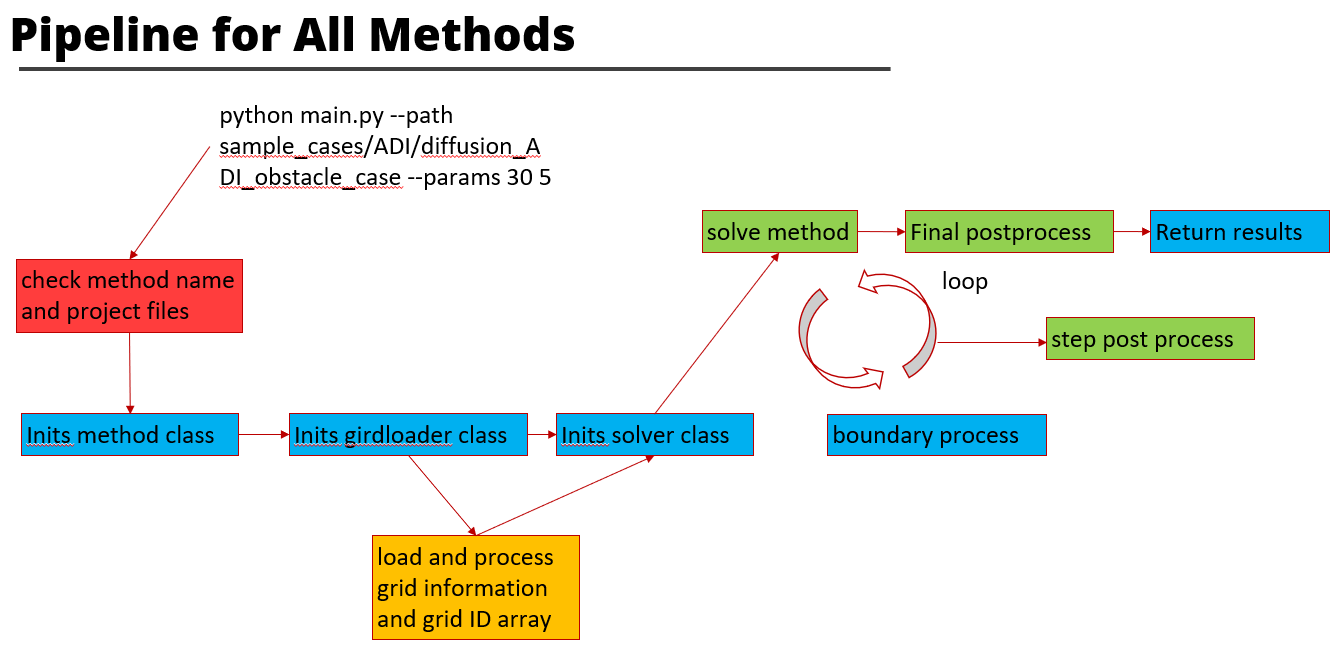 Pipeline for All Methods
python main.py --path
sample_cases/ADI/diffusion_A
DI_obstacle_case --params 30 5
solve method
Final postprocess
Return results
check method name
and project files
loop
step post process
Inits method class
Inits girdloader class
Inits solver class
boundary process
load and process
grid information
and grid ID array